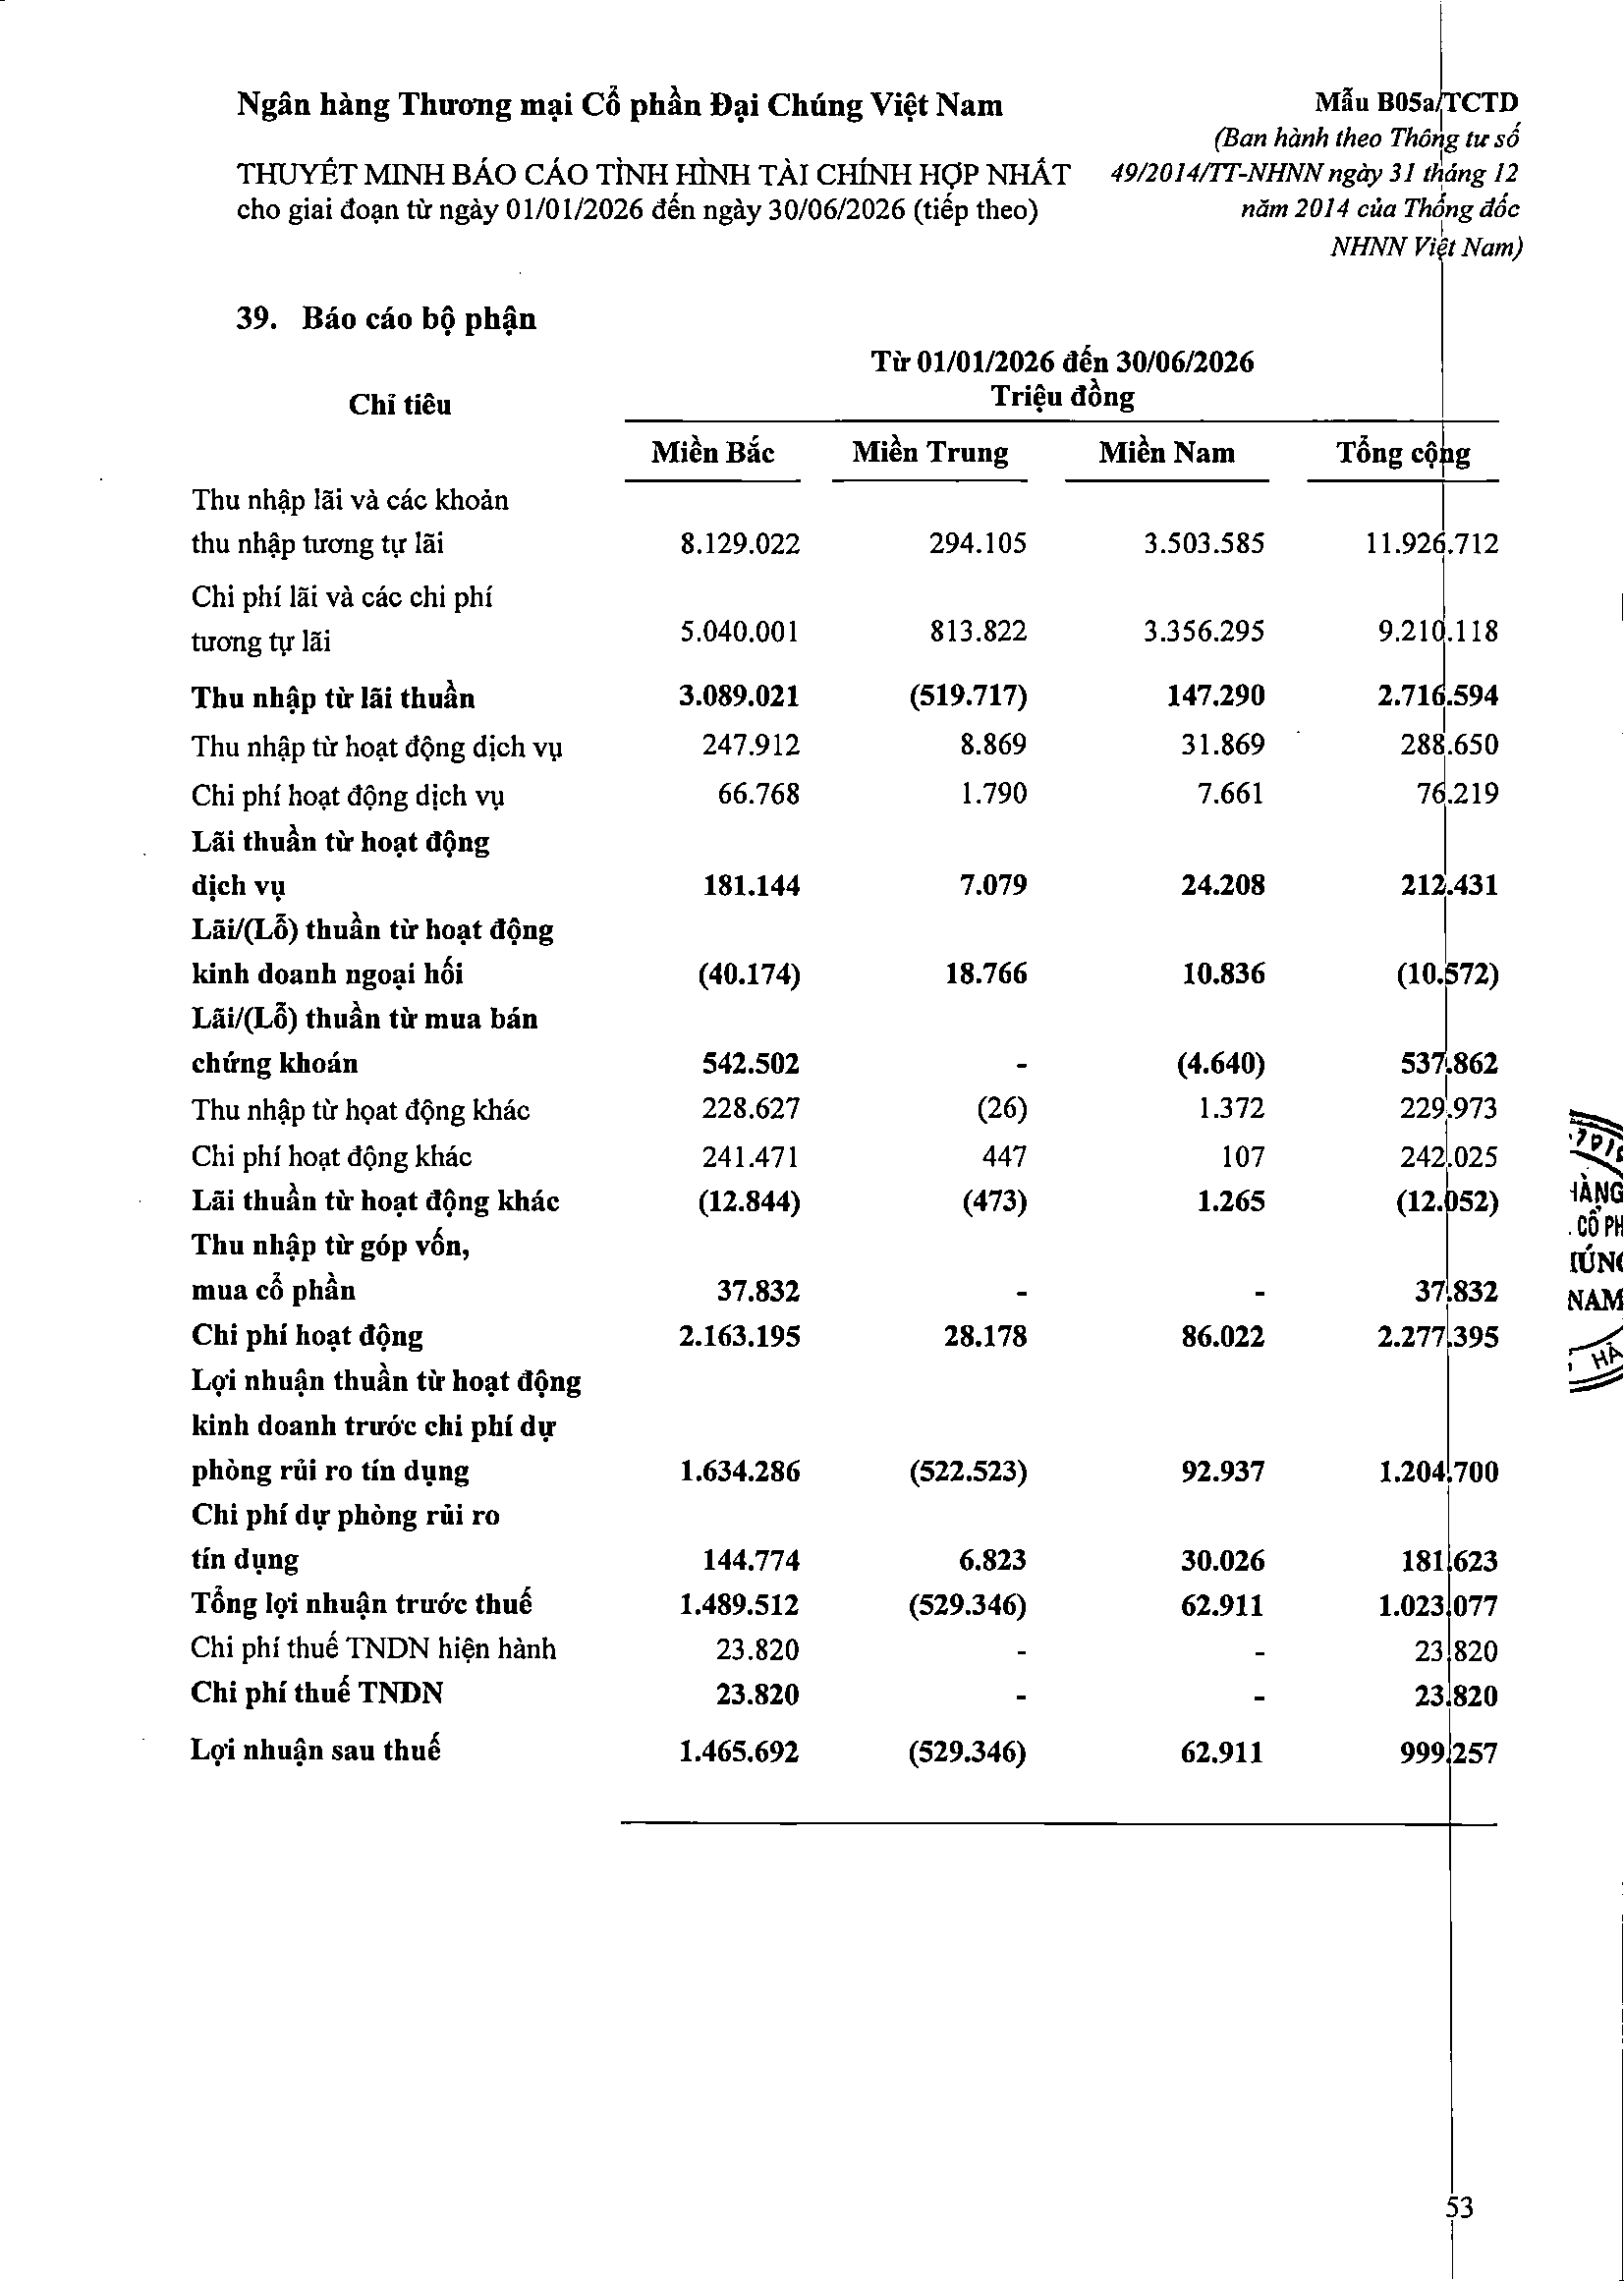 Ngân hàng Thương mại Cổ phần Đại Chúng Việt Nam
Mẫu B05a/TCTD
(Ban hành theo Thông tư số
49/2014/TT-NHNN ngày 31 tháng 12
năm 2014 của Thống đốc
NHNN Việt Nam)
THUYẾT MINH BÁO CÁO TÌNH HÌNH TÀI CHÍNH HỢP NHẤT
cho giai đoạn từ ngày 01/01/2026 đến ngày 30/06/2026 (tiếp theo)
39. Báo cáo bộ phận
Từ 01/01/2026 đến 30/06/2026
Chỉ tiêu Triệu đồng
Miền Bắc Miền Trung Miền Nam Tổng cộng
Thu nhập lãi và các khoản
thu nhập tương tự lãi 8.129.022 294.105 3.503.585 11.926.712
Chi phí lãi và các chi phí
tương tự lãi 5.040.001 813.822 3.356.295 9.210.118
Thu nhập từ lãi thuần 3.089.021 (519.717) 147.290 2.716.594
Thu nhập từ hoạt động dịch vụ 247.912 8.869 31.869 288.650
Chi phí hoạt động dịch vụ 66.768 1.790 7.661 76.219
Lãi thuần từ hoạt động
dịch vụ 181.144 7.079 24.208 212.431
Lãi/(Lỗ) thuần từ hoạt động
kinh doanh ngoại hối (40.174) 18.766 10.836 (10.572)
Lãi/(Lỗ) thuần từ mua bán
chứng khoán 542.502 - (4.640) 537.862
Thu nhập từ họat động khác 228.627 (26) 1.372 229.973
Chi phí hoạt động khác 241.471 447 107 242.025
Lãi thuần từ hoạt động khác (12.844) (473) 1.265 (12.052)
Thu nhập từ góp vốn,
mua cổ phần 37.832 - - 37.832
Chi phí hoạt động 2.163.195 28.178 86.022 2.277.395
Lợi nhuận thuần từ hoạt động
kinh doanh trước chi phí dự
phòng rủi ro tín dụng 1.634.286 (522.523) 92.937 1.204.700
Chi phí dự phòng rủi ro
tín dụng 144.774 6.823 30.026 181.623
Tổng lợi nhuận trước thuế 1.489.512 (529.346) 62.911 1.023.077
Chi phí thuế TNDN hiện hành 23.820 - - 23.820
Chi phí thuế TNDN 23.820 - - 23.820
Lợi nhuận sau thuế 1.465.692 (529.346) 62.911 999.257
HÀNG
CỔ PH
NAM
HÀ
53